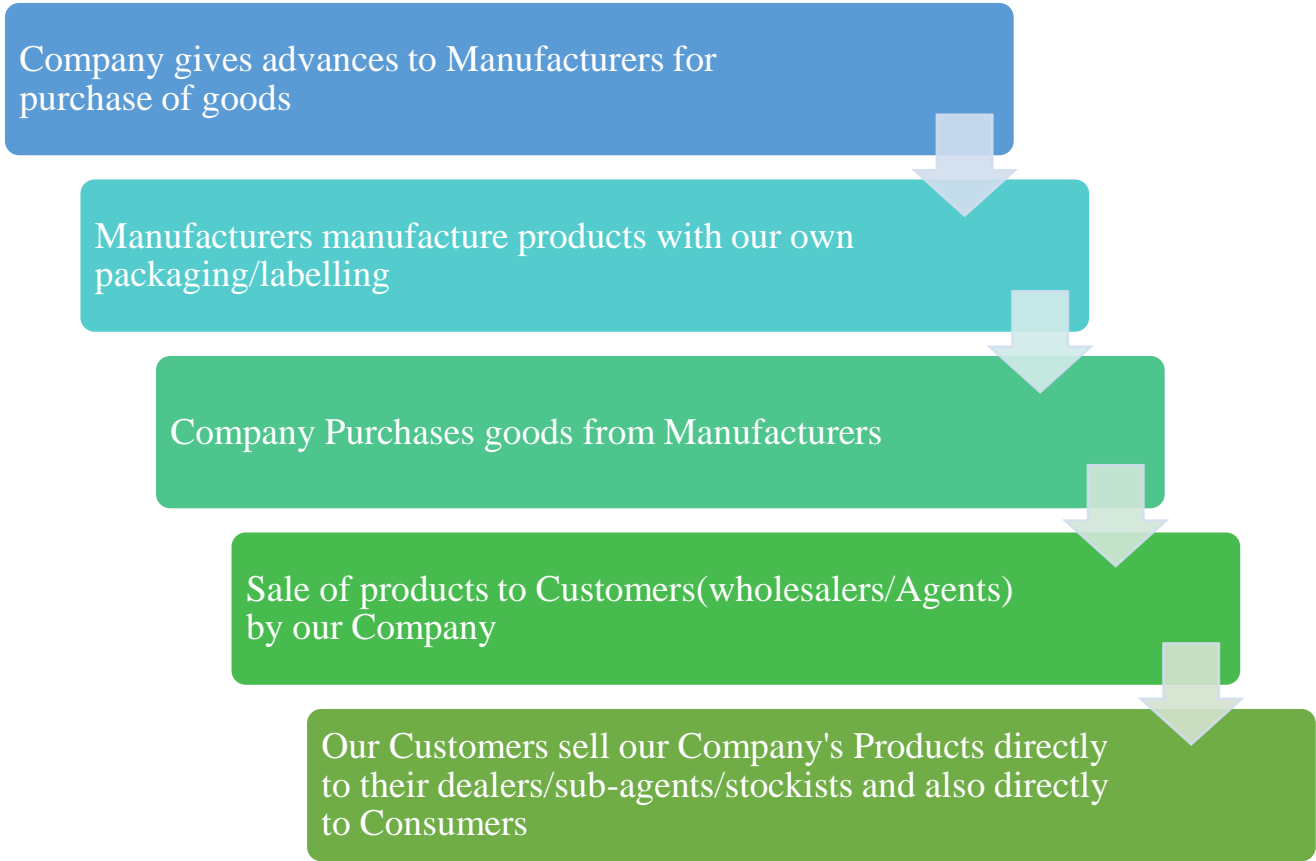 Company gives advances to Manufacturers for
purchase of goods
Manufacturers manufacture products with our own
packaging/labelling
Company Purchases goods from Manufacturers
Sale of products to Customers(wholesalers/Agents)
by our Company
Our Customers sell our Company's Products directly
to their dealers/sub-agents/stockists and also directly
to Consumers